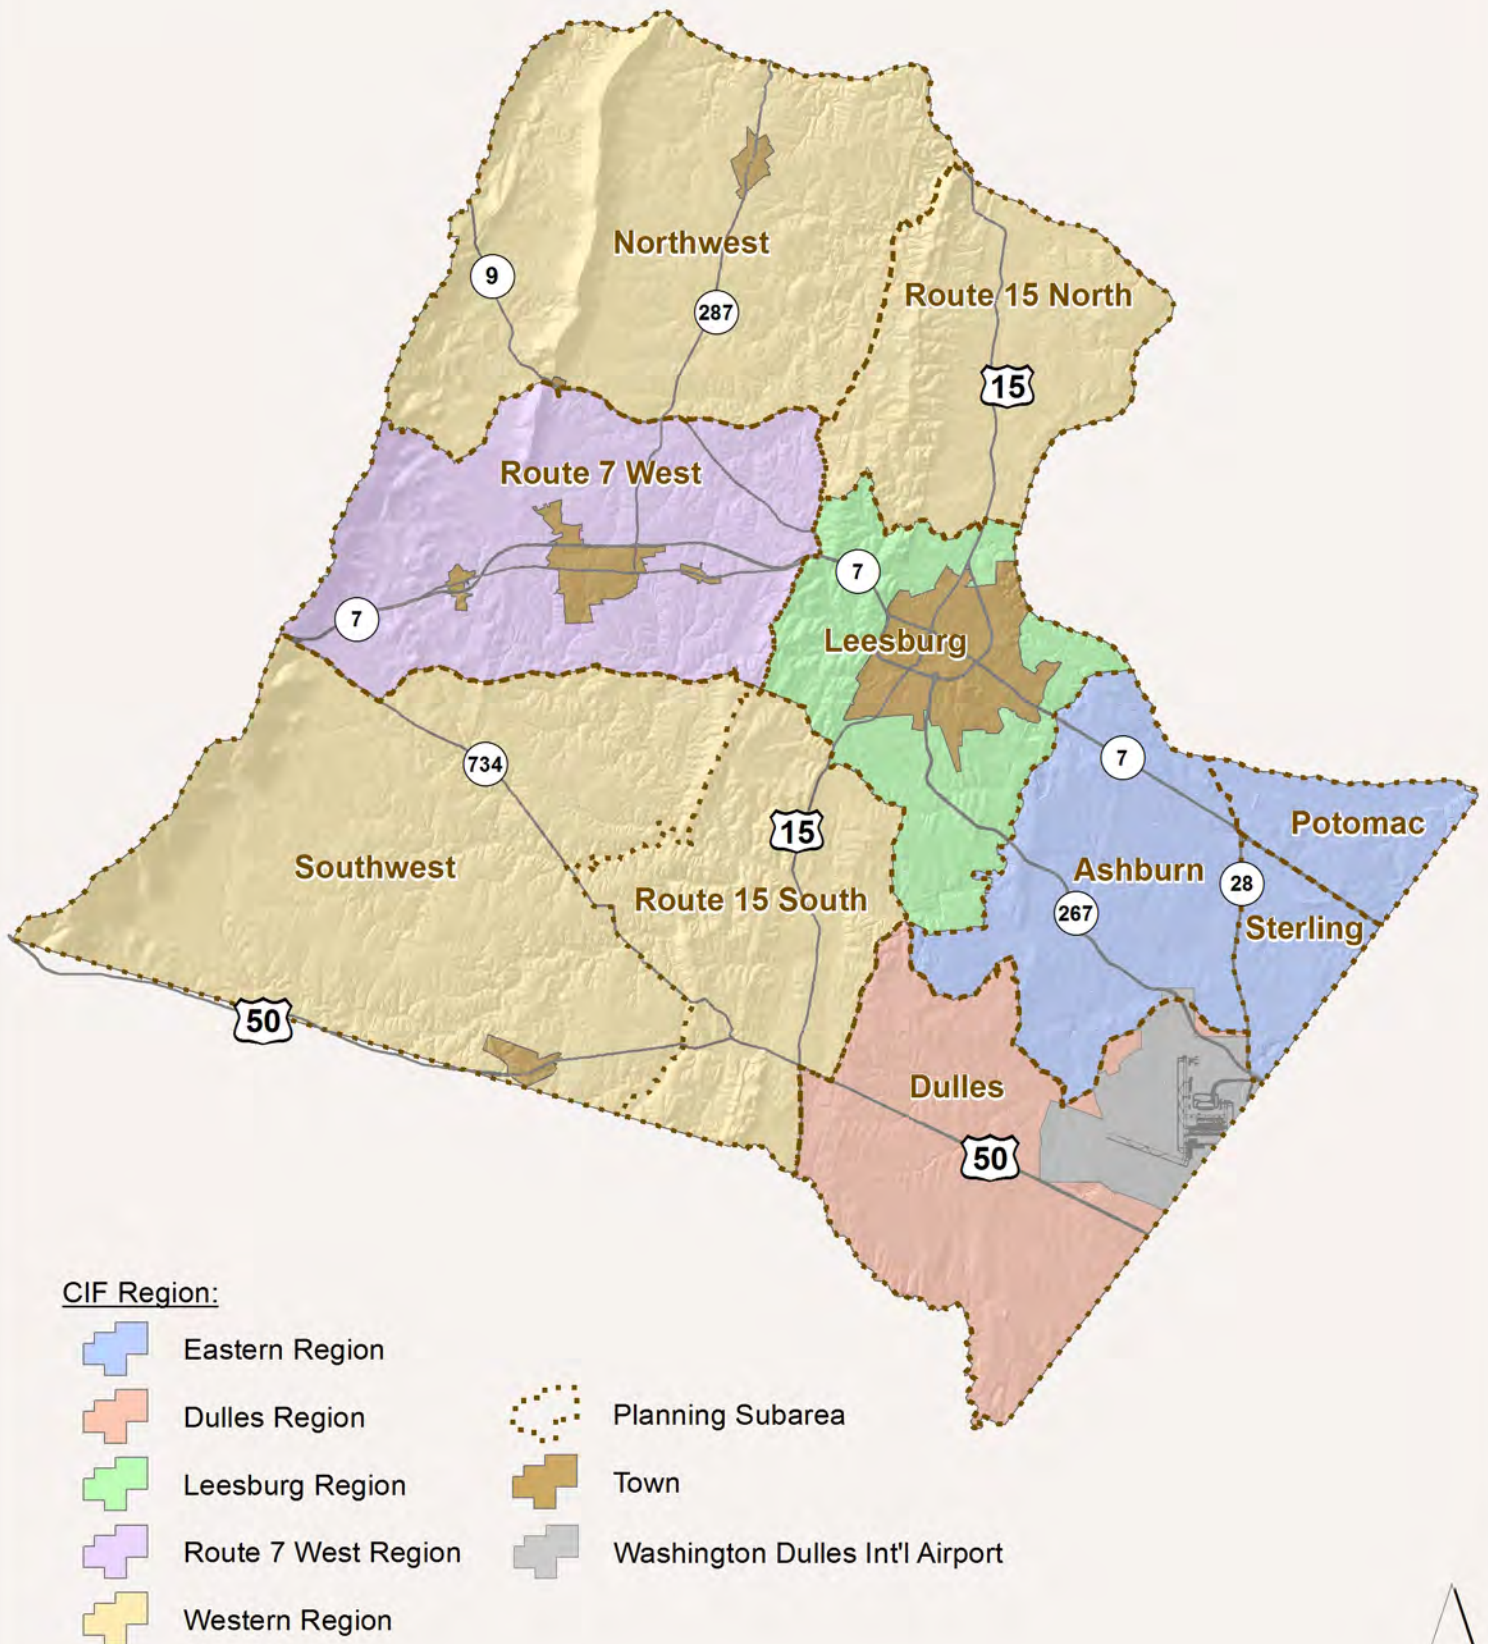 Northwest
9
287
Route 15 North
15
Route 7 West
7
7
Leesburg
734
7
15
Potomac
Southwest
Ashburn
28
Route 15 South
267
Sterling
50
Dulles
50
CIF Region:
Eastern Region
Dulles Region
Leesburg Region
Route 7 West Region
Western Region
Planning Subarea
Town
Washington Dulles Int'l Airport